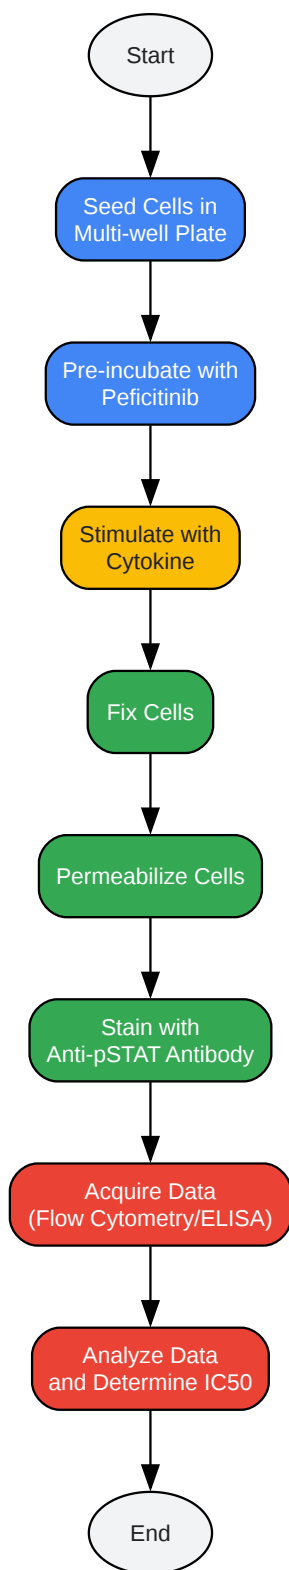 Start
Seed Cells in
Multi-well Plate
Pre-incubate with
Peficitinib
Stimulate with
Cytokine
Fix Cells
Permeabilize Cells
Stain with
Anti-pSTAT Antibody
Acquire Data
(Flow Cytometry/ELISA)
Analyze Data
and Determine IC50
End